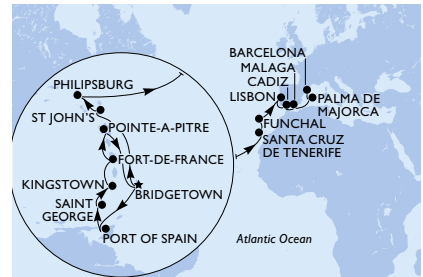 BARCELONA
MALAGA
CADIZ
LISBON
PALMA DE
MAJORCA
FUNCHAL
SANTA CRUZ
DE TENERIFE
PHILIPSBURG
ST JOHN'S
POINTE-A-PITRE
FORT-DE-FRANCE
KINGSTOWN
BRIDGETOWN
SAINT
GEORGE
PORT OF SPAIN
Atlantic Ocean